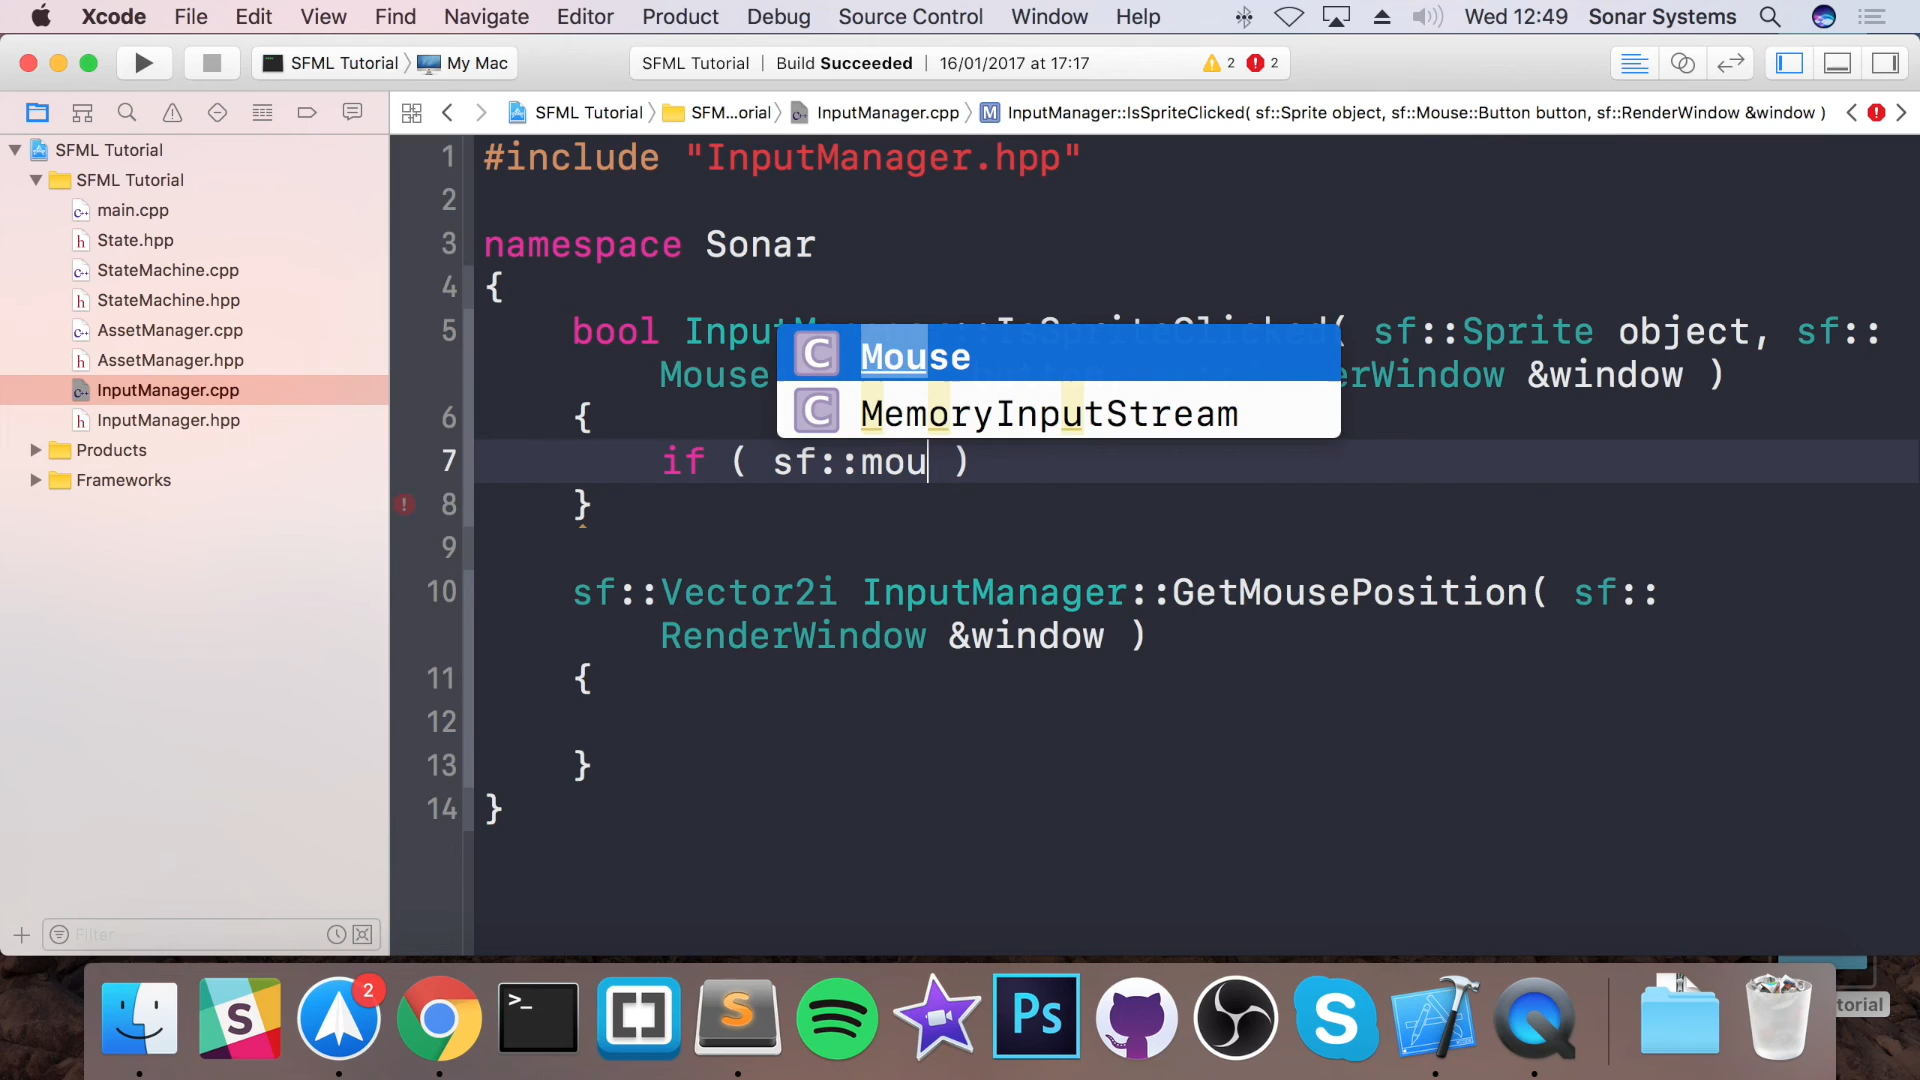 Xcode File Edit View Find Navigate Editor Product Debug Source Control Window Help Wed 12:49 Sonar Systems
SFML Tutorial My Mac SFML Tutorial | Build Succeeded | 16/01/2017 at 17:17 2 2
SFML Tutorial SFM...orial InputManager.cpp M InputManager::IsSpriteClicked( sf::Sprite object, sf::Mouse::Button button, sf::RenderWindow &window )
SFML Tutorial
SFML Tutorial
main.cpp
State.hpp
StateMachine.cpp
StateMachine.hpp
AssetManager.cpp
AssetManager.hpp
InputManager.cpp
InputManager.hpp
Products
Frameworks
Filter
1 #include "InputManager.hpp"
2
3 namespace Sonar
4 {
5 bool InputManager::IsSpriteClicked( sf::Sprite object, sf::
Mouse erWindow &window )
C Mouse
C MemoryInputStream
6 {
7 if ( sf::mou )
8 }
9
10 sf::Vector2i InputManager::GetMousePosition( sf::
RenderWindow &window )
11 {
12
13 }
14 }
2
Ps
torial